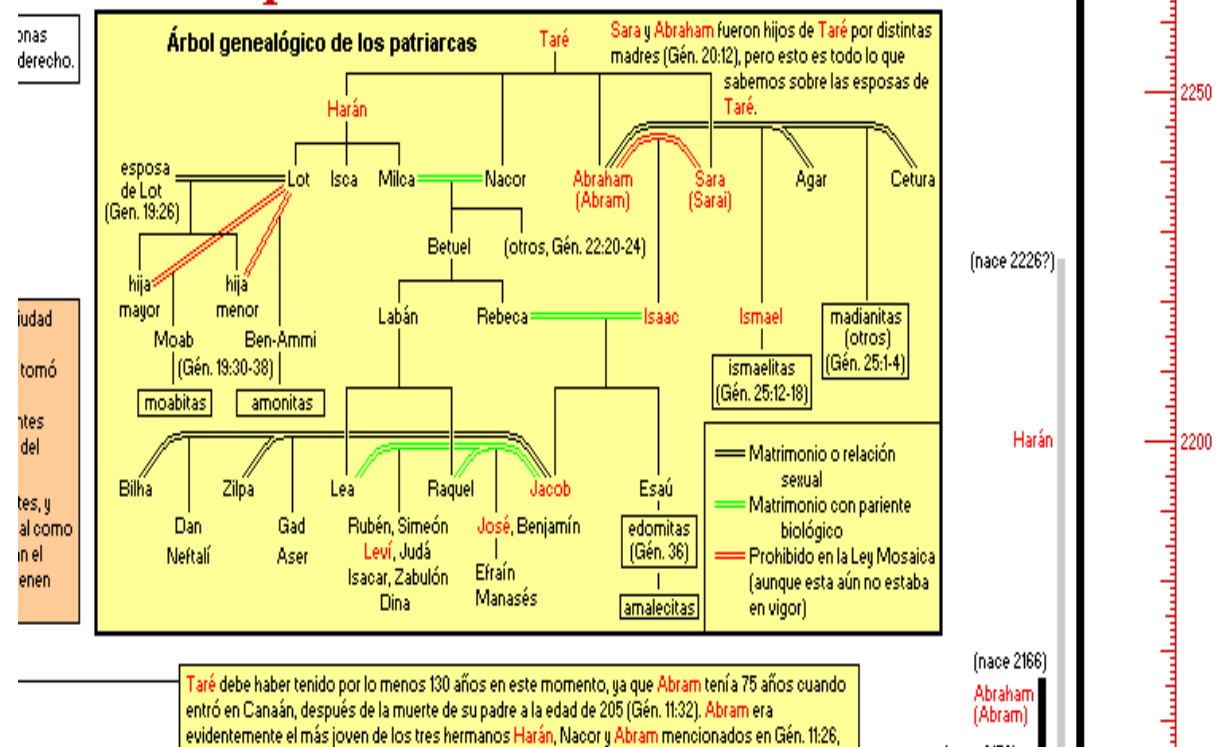 onas
derecho.
Árbol genealógico de los patriarcas
Taré
Sara y Abraham fueron hijos de Taré por distintas
madres (Gén. 20:12), pero esto es todo lo que
sabemos sobre las esposas de
Taré.
Harán
esposa
de Lot
(Gen. 19:26)
Lot Isca Milca Nacor
Abraham
(Abram)
Sara
(Sarai)
Agar
Cetura
Betuel
(otros, Gén. 22:20-24)
hija
mayor
hija
menor
Labán
Rebeca
Isaac
Ismael
madianitas
(otros)
(Gén. 25:1-4)
Moab
Ben-Ammi
(Gén. 19:30-38)
ismaelitas
(Gén. 25:12-18)
moabitas
amonitas
Bilha
Zilpa
Lea
Raquel
Jacob
Esaú
Dan
Neftalí
Gad
Aser
Rubén, Simeón
Leví, Judá
Isacar, Zabulón
Dina
José, Benjamín
Efraín
Manasés
edomitas
(Gén. 36)
amalecitas
Matrimonio o relación
sexual
Matrimonio con pariente
biológico
Prohibido en la Ley Mosaica
(aunque esta aún no estaba
en vigor)
iudad
tomó
ntes
del
tes, y
al como
n el
enen
Taré debe haber tenido por lo menos 130 años en este momento, ya que Abram tenía 75 años cuando
entró en Canaán, después de la muerte de su padre a la edad de 205 (Gén. 11:32). Abram era
evidentemente el más joven de los tres hermanos Harán, Nacor y Abram mencionados en Gén. 11:26,
2250
(nace 2226?)
Harán
2200
(nace 2166)
Abraham
(Abram)